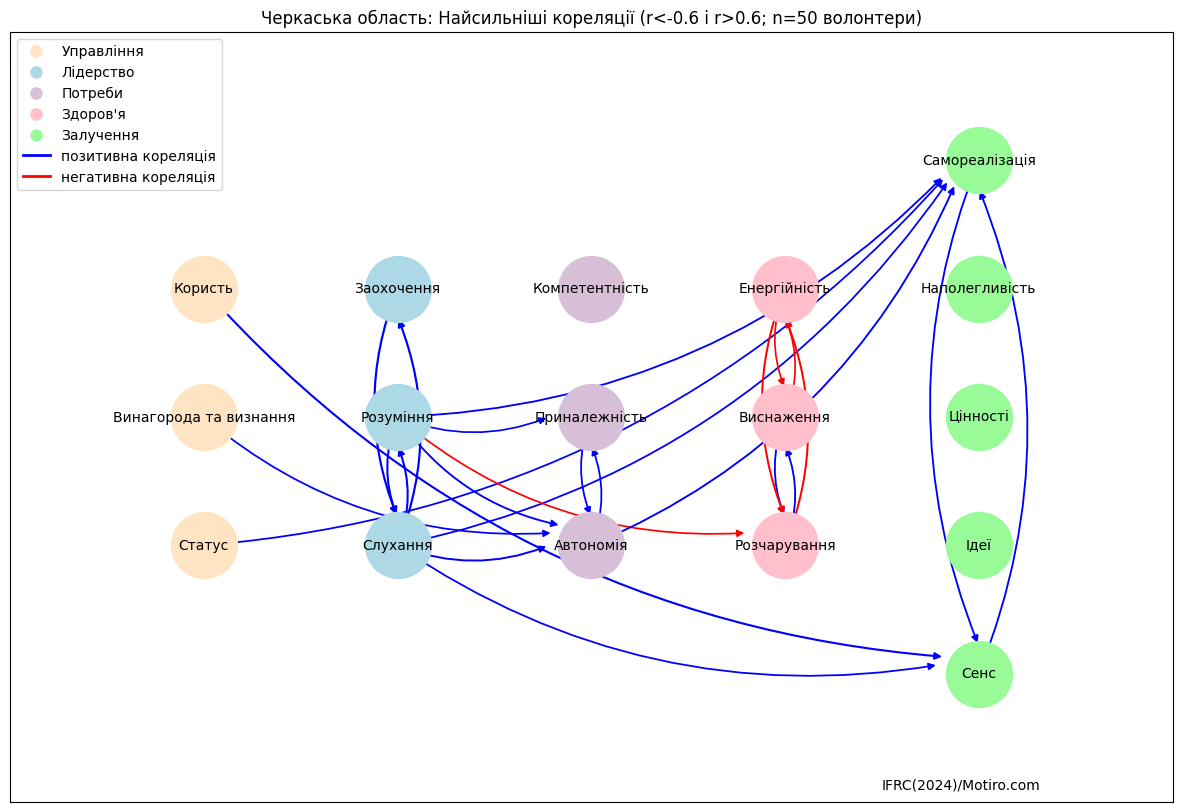 Черкаська область: Найсильніші кореляції (r<-0.6 і r>0.6; n=50 волонтери)
Управління
Лідерство
Потреби
Здоров'я
Залучення
позитивна кореляція
негативна кореляція
Самореалізація
Користь
Заохочення
Компетентність
Енергійність
Наполегливість
Винагорода та визнання
Розуміння
Приналежність
Виснаження
Цінності
Статус
Слухання
Автономія
Розчарування
Ідеї
Сенс
IFRC(2024)/Motiro.com